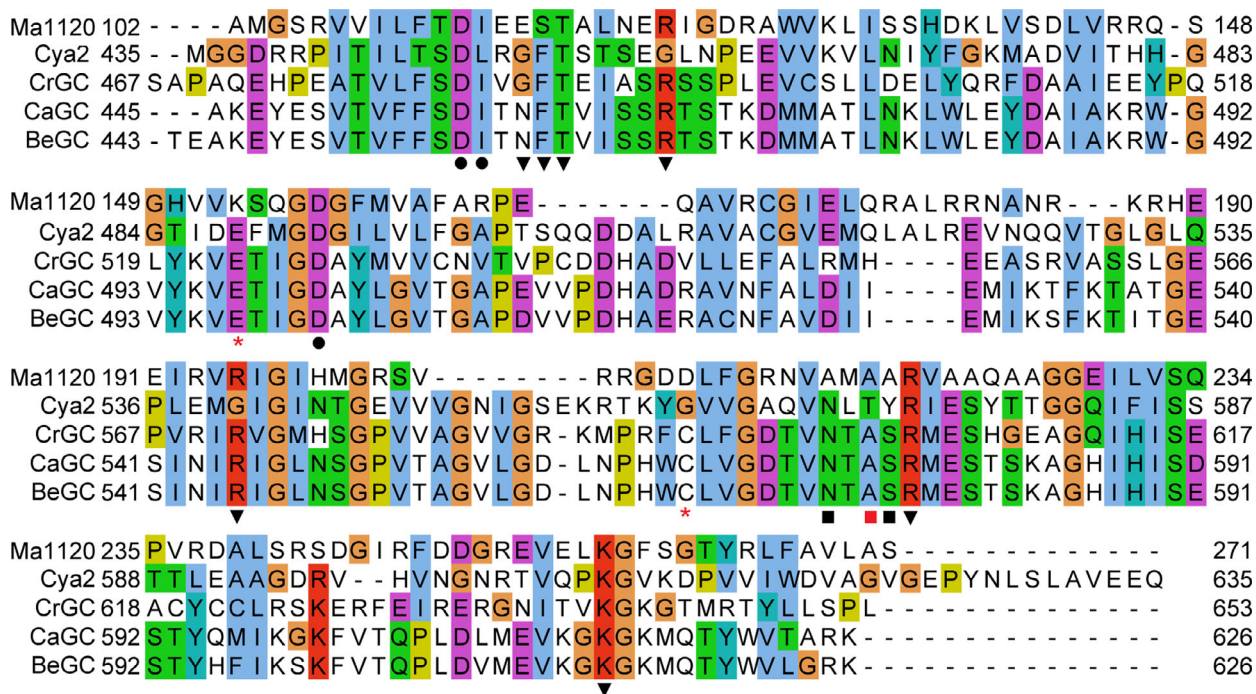 Ma1120 102 ----AMGSRVVILFTDIEESTALNERIGDRAWVKLISSHDKLVSDLVRRQ-S 148
Cya2 435 --MGGDRRPITILTSDLRGFTSTSEGLNPEEVVKVLNIYFGKMADVITHH-G 483
CrGC 467 SAPAQEHPEATVLFSDIVGFTEIASRSSPLEVCSLLDELYQRFDAAIEEYPQ 518
CaGC 445 ---AKEYESVTVFFSDITNFTVISSRTSTKDMMATLNKLWLEYDAIAKRW-G 492
BeGC 443 -TEAKEYESVTVFFSDITNFTVISSRTSTKDMMATLNKLWLEYDAIAKRW-G 492
Ma1120 149 GHVVKSQGDGFMVAFARPE-------QAVRCGIELQRALRRNANR---KRHE 190
Cya2 484 GTIDEFMGDGILVLFGAPTSQQDDALRAVACGVEMQLALREVNQQVTGLGLQ 535
CrGC 519 LYKVETIGDAYMVVCNVTVPCDDHADVLLEFALRMH----EEASRVASSLGE 566
CaGC 493 VYKVETIGDAYLGVTGAPEVVPDHADRAVNFALDII----EMIKTFKTATGE 540
BeGC 493 VYKVETIGDAYLGVTGAPDVVPDHAERACNFAVDII----EMIKSFKTITGE 540
*
Ma1120 191 EIRVRIGIHMGRSV--------RRGDDLFGRNVAMAARVAAQAAGGEILVSQ 234
Cya2 536 PLEMGIGINTGEVVVGNIGSEKRTKYGVVGAQVNLTYRIESYTTGGQIFISS 587
CrGC 567 PVRIRVGMHSGPVVAGVVGR-KMPRFCLFGDTVNTASRMESHGEAGQIHISE 617
CaGC 541 SINIRIGLNSGPVTAGVLGD-LNPHWCLVGDTVNTASRMESTSKAGHIHISD 591
BeGC 541 SINIRIGLNSGPVTAGVLGD-LNPHWCLVGDTVNTASRMESTSKAGHIHISE 591
*
Ma1120 235 PVRDALSRSDGIRFDDGREVELKGFSGTYRLFAVLAS------------- 271
Cya2 588 TTLEAAGDRV--HVNGNRTVQPKGVKDPVVIWDVAGVGEPYNLSLAVEEQ 635
CrGC 618 ACYCCLRSKERFEIRERGNITVKGKGTMRTYLLSPL-------------- 653
CaGC 592 STYQMIKGKFVTQPLDLMEVKGKGKMQTYWVTARK--------------- 626
BeGC 592 STYHFIKSKFVTQPLDVMEVKGKGKMQTYWVLGRK--------------- 626